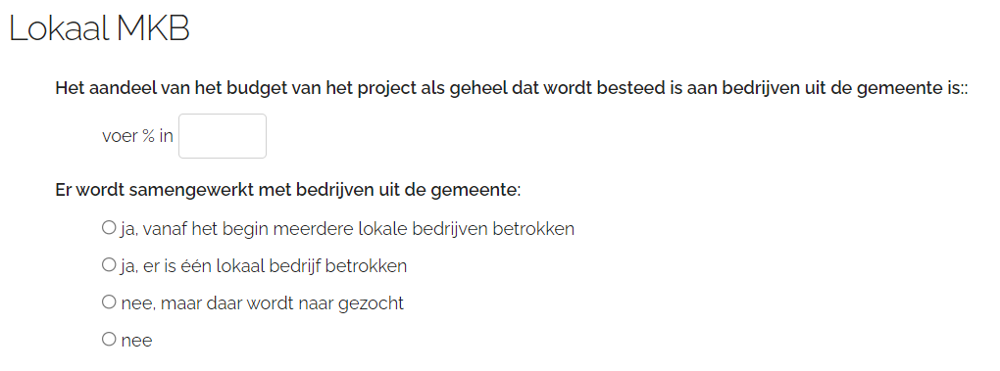 Lokaal MKB
Het aandeel van het budget van het project als geheel dat wordt besteed is aan bedrijven uit de gemeente is::
voer % in
Er wordt samengewerkt met bedrijven uit de gemeente:
ja, vanaf het begin meerdere lokale bedrijven betrokken
ja, er is één lokaal bedrijf betrokken
nee, maar daar wordt naar gezocht
nee